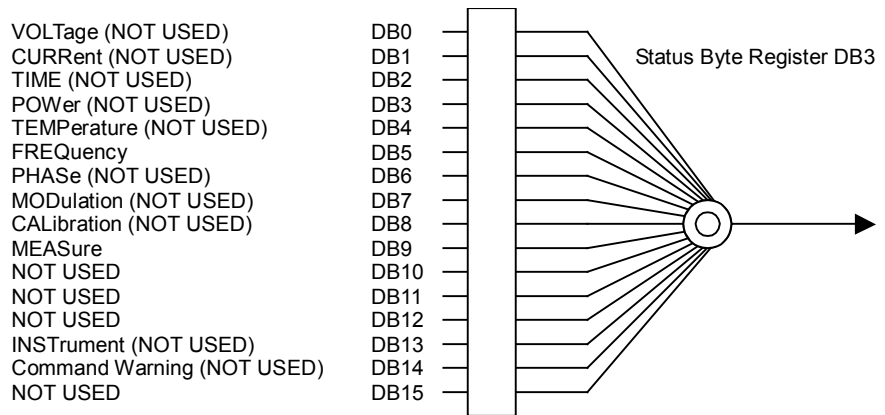 VOLTage (NOT USED) DB0
CURRent (NOT USED) DB1 Status Byte Register DB3
TIME (NOT USED) DB2
POWer (NOT USED) DB3
TEMPerature (NOT USED) DB4
FREQuency DB5
PHASe (NOT USED) DB6
MODulation (NOT USED) DB7
CALibration (NOT USED) DB8
MEASure DB9
NOT USED DB10
NOT USED DB11
NOT USED DB12
INSTrument (NOT USED) DB13
Command Warning (NOT USED) DB14
NOT USED DB15